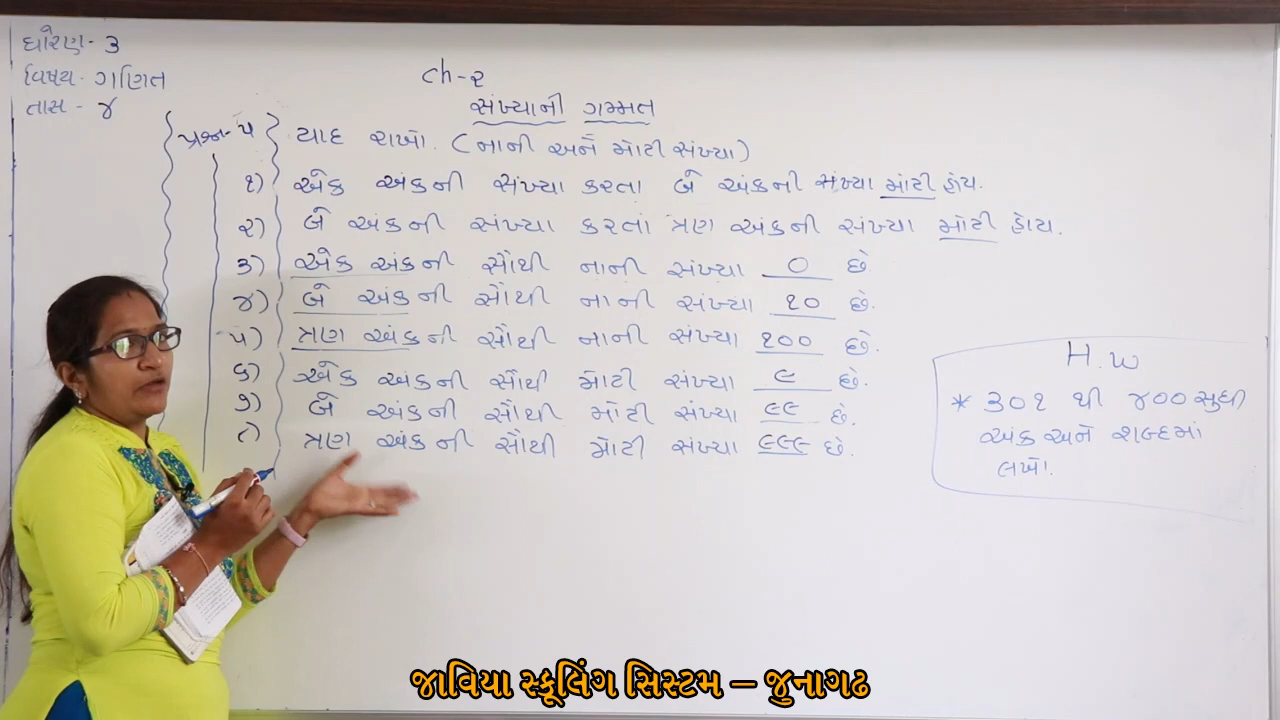 ધોરણ- ૩
વિષય- ગણિત
તાસ - ૪
ch-૨
સંખ્યાની ગમ્મત
પ્રશ્ન- ૫ યાદ રાખો. (નાની અને મોટી સંખ્યા)
૧) એક અંકની સંખ્યા કરતા બે અંકની સંખ્યા મોટી હોય.
૨) બે અંકની સંખ્યા કરતાં ત્રણ અંકની સંખ્યા મોટી હોય.
૩) એક અંકની સૌથી નાની સંખ્યા ૦ છે
૪) બે અંકની સૌથી નાની સંખ્યા ૧૦ છે.
૫) ત્રણ અંકની સૌથી નાની સંખ્યા ૧૦૦ છે.
૬) એક અંકની સૌથી મોટી સંખ્યા ૯ છે.
૭) બે અંકની સૌથી મોટી સંખ્યા ૯૯ છે.
૮) ત્રણ અંકની સૌથી મોટી સંખ્યા ૯૯૯ છે.
H.W
* ૩૦૧ થી ૪૦૦ સુધી
અંક અને શબ્દમાં
લખો.
જાવિયા સ્કૂલિંગ સિસ્ટમ – જુનાગઢ